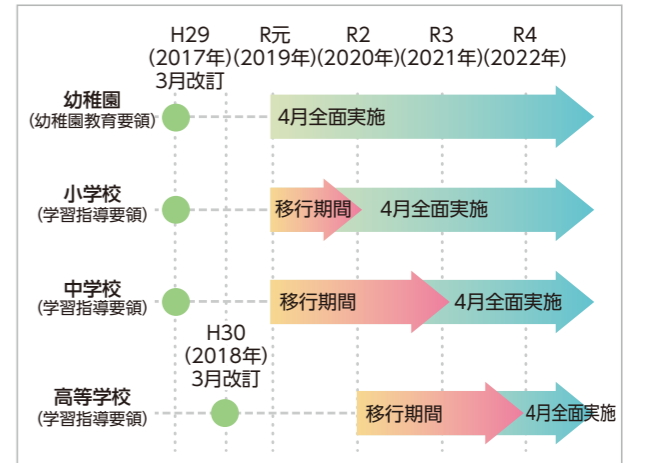 H29 R元 R2 R3 R4
(2017年)(2019年)(2020年)(2021年)(2022年)
3月改訂
幼稚園
(幼稚園教育要領)
4月全面実施
小学校
(学習指導要領)
移行期間 4月全面実施
中学校
(学習指導要領)
移行期間 4月全面実施
H30
(2018年)
3月改訂
高等学校
(学習指導要領)
移行期間 4月全面実施